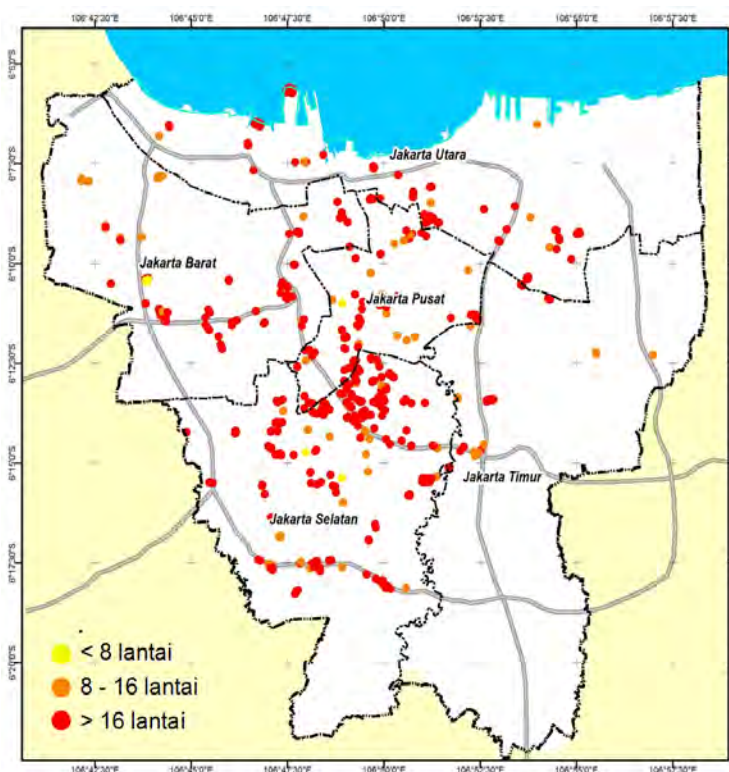 106°42'30"E 106°45'0"E 106°47'30"E 106°50'0"E 106°52'30"E 106°55'0"E 106°57'30"E
6°5'0"S
6°7'30"S
Jakarta Utara
6°10'0"S
Jakarta Barat
Jakarta Pusat
6°12'30"S
6°15'0"S
Jakarta Timur
Jakarta Selatan
6°17'30"S
< 8 lantai
6°20'0"S
8 - 16 lantai
> 16 lantai